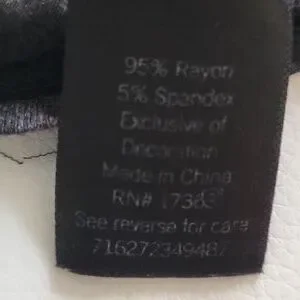 95% Rayon
5% Spandex
Exclusive of
Decoration
Made in China
RN#
See reverse for care
716272349487